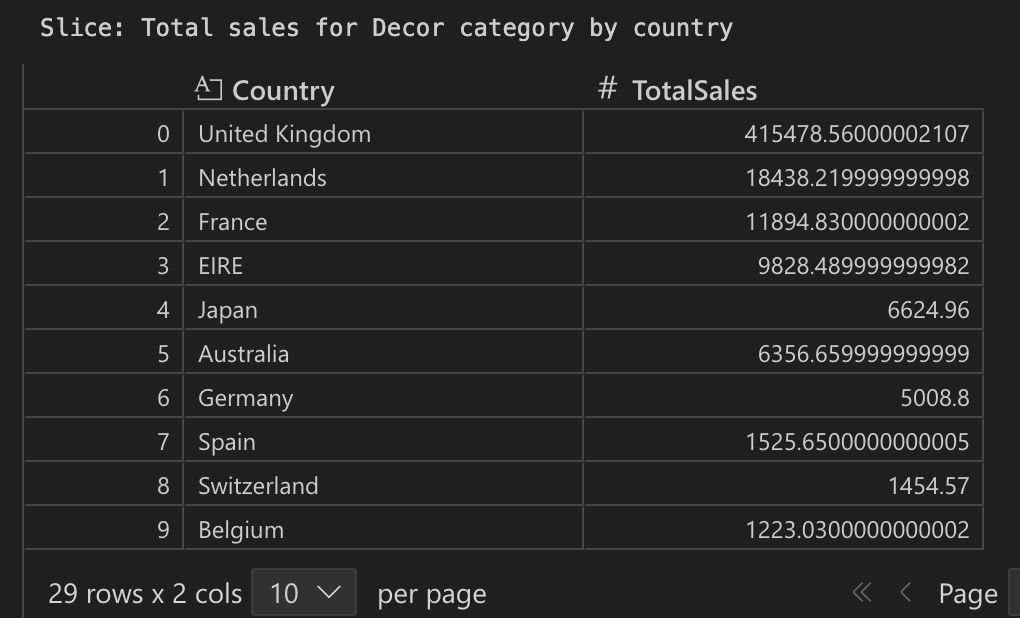 Slice: Total sales for Decor category by country
Country # TotalSales
0 United Kingdom 415478.56000002107
1 Netherlands 18438.219999999998
2 France 11894.830000000002
3 EIRE 9828.489999999982
4 Japan 6624.96
5 Australia 6356.659999999999
6 Germany 5008.8
7 Spain 1525.6500000000005
8 Switzerland 1454.57
9 Belgium 1223.0300000000002
29 rows x 2 cols 10 per page Page